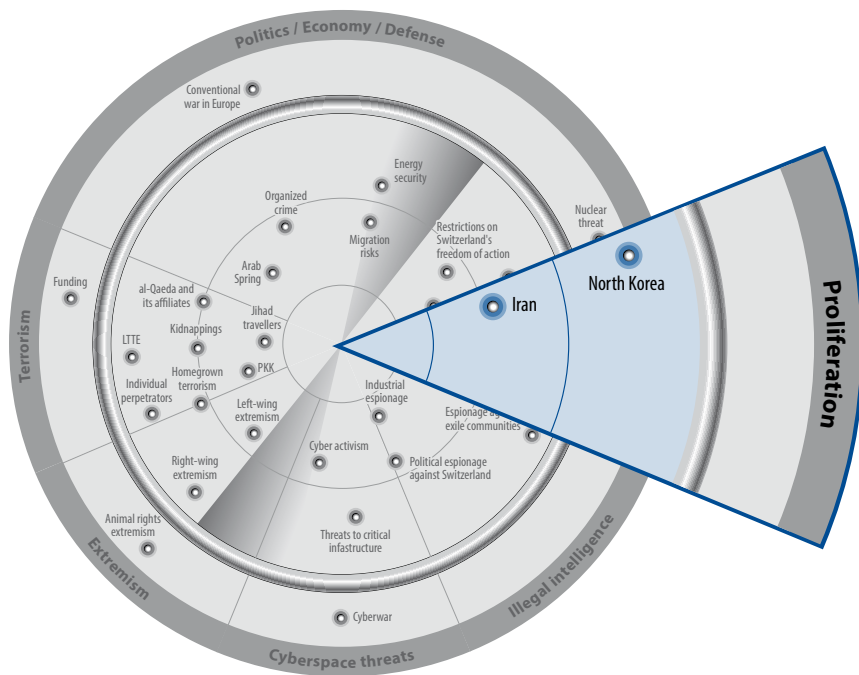 Politics / Economy / Defense
Conventional
war in Europe
Energy
security
Organized
crime
Migration
risks
Restrictions on
Switzerland's
freedom of action
Nuclear
threat
North Korea
Iran
Proliferation
Arab
Spring
Terrorism
Funding
al-Qaeda and
its affiliates
Jihad
travellers
Kidnappings
LTTE
PKK
Homegrown
terrorism
Individual
perpetrators
Left-wing
extremism
Right-wing
extremism
Animal rights
extremism
Extremism
Industrial
espionage
Espionage ag
exile communities
Cyber activism
Political espionage
against Switzerland
Threats to critical
infastructure
Cyberwar
Illegal intelligence
Cyberspace threats